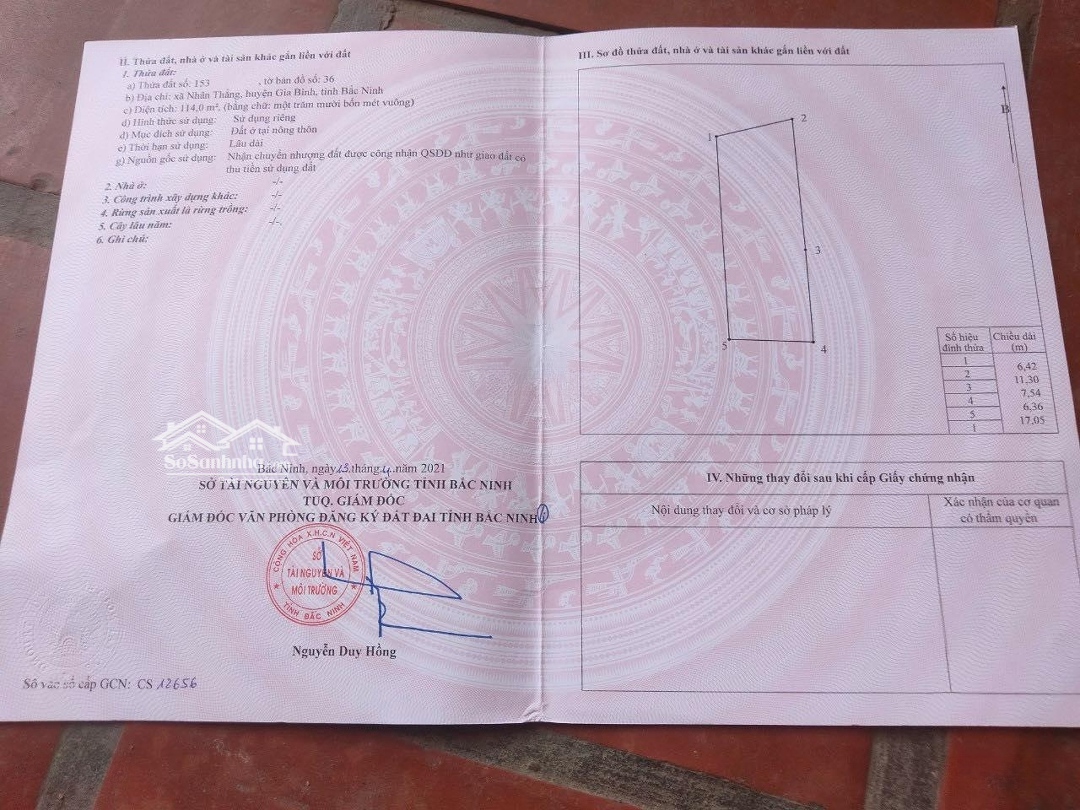 II. Thửa đất, nhà ở và tài sản khác gắn liền với đất
1. Thửa đất:
a) Thửa đất số: 153 , tờ bản đồ số: 36
b) Địa chỉ: xã Nhân Thắng, huyện Gia Bình, tỉnh Bắc Ninh
c) Diện tích: 114,0 m², (bằng chữ: một trăm mười bốn mét vuông)
d) Hình thức sử dụng: Sử dụng riêng
đ) Mục đích sử dụng: Đất ở tại nông thôn
e) Thời hạn sử dụng: Lâu dài
g) Nguồn gốc sử dụng: Nhận chuyển nhượng đất được công nhận QSDĐ như giao đất có
thu tiền sử dụng đất
2. Nhà ở: -/-
3. Công trình xây dựng khác: -/-
4. Rừng sản xuất là rừng trồng: -/-
5. Cây lâu năm: -/-
6. Ghi chú:
SoSanhnha
Bắc Ninh, ngày 13 tháng 4 năm 2021
SỞ TÀI NGUYÊN VÀ MÔI TRƯỜNG TỈNH BẮC NINH
TUQ. GIÁM ĐỐC
GIÁM ĐỐC VĂN PHÒNG ĐĂNG KÝ ĐẤT ĐAI TỈNH BẮC NINH
CỘNG HÒA X.H.C.N VIỆT NAM
SỞ
TÀI NGUYÊN VÀ
MÔI TRƯỜNG
TỈNH BẮC NINH
Nguyễn Duy Hồng
Số vào sổ cấp GCN: CS 12656
III. Sơ đồ thửa đất, nhà ở và tài sản khác gắn liền với đất
B
1
2
3
4
5
Số hiệu đỉnh thửa Chiều dài (m)
1
6,42
2
11,30
3
7,54
4
6,36
5
17,05
1
IV. Những thay đổi sau khi cấp Giấy chứng nhận
Nội dung thay đổi và cơ sở pháp lý
Xác nhận của cơ quan
có thẩm quyền